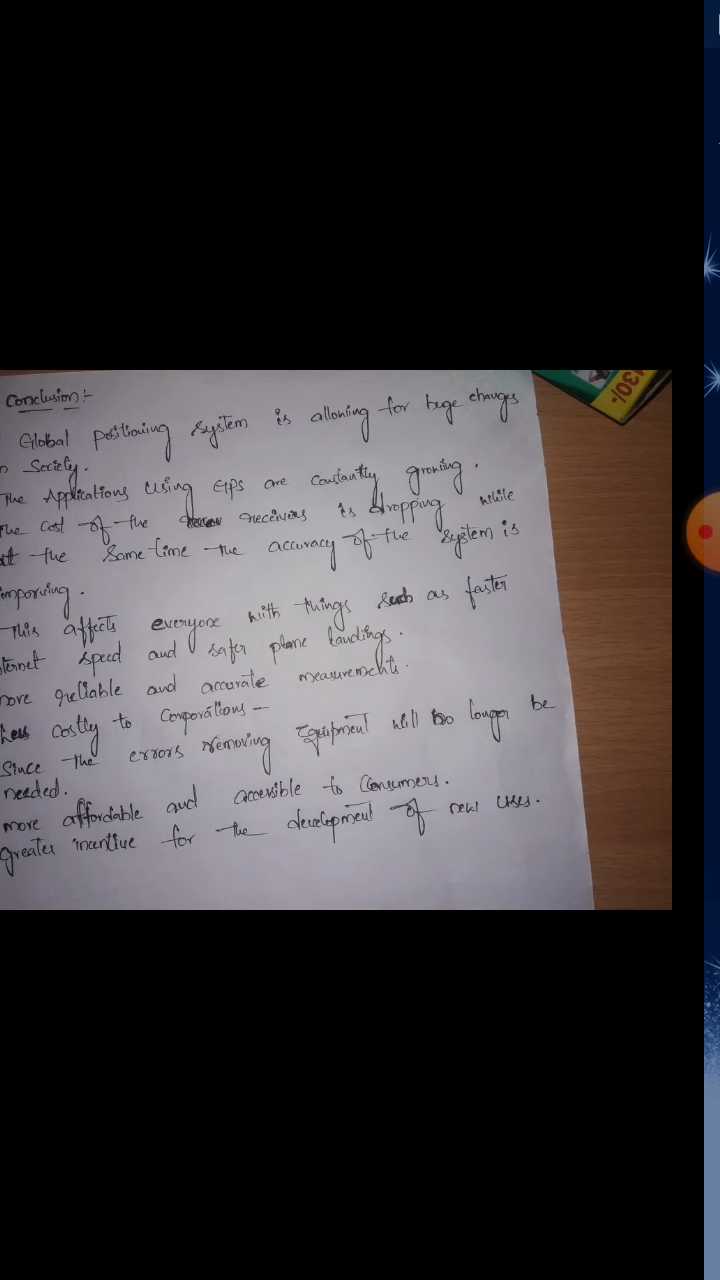 Conclusion:-
Global positioning system is allowing for huge changes
n Society.
The Applications Using GPS are constantly growing.
The cost of the receivers is dropping while
at the same time the accuracy of the system is
imporving.
This affects everyone with things such as faster
ternet speed and safer plane landings.
more reliable and accurate measurements.
Less costly to corporations -
Since the errors removing Equipment will no longer be
needed.
more affordable and accessible to Consumers.
greater incentive for the development of new uses.
130/-